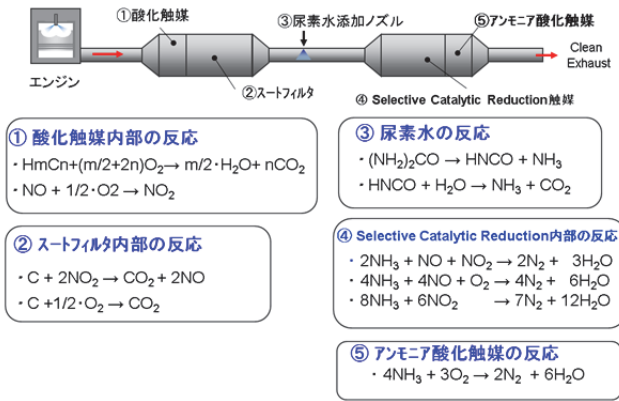 ①酸化触媒
③尿素水添加ノズル
⑤アンモニア酸化触媒
エンジン
②スートフィルタ
④ Selective Catalytic Reduction触媒
Clean
Exhaust
① 酸化触媒内部の反応
・HmCn+(m/2+2n)O₂→ m/2・H₂O+ nCO₂
・NO + 1/2・O2→ NO₂
② スートフィルタ内部の反応
・C + 2NO₂→ CO₂ + 2NO
・C +1/2・O₂→ CO₂
③ 尿素水の反応
・(NH₂)₂CO → HNCO + NH₃
・HNCO + H₂O → NH₃ + CO₂
④ Selective Catalytic Reduction内部の反応
・2NH₃ + NO + NO₂→ 2N₂ + 3H₂O
・4NH₃ + 4NO + O₂→ 4N₂ + 6H₂O
・8NH₃ + 6NO₂ → 7N₂ + 12H₂O
⑤ アンモニア酸化触媒の反応
・4NH₃ + 3O₂→ 2N₂ + 6H₂O